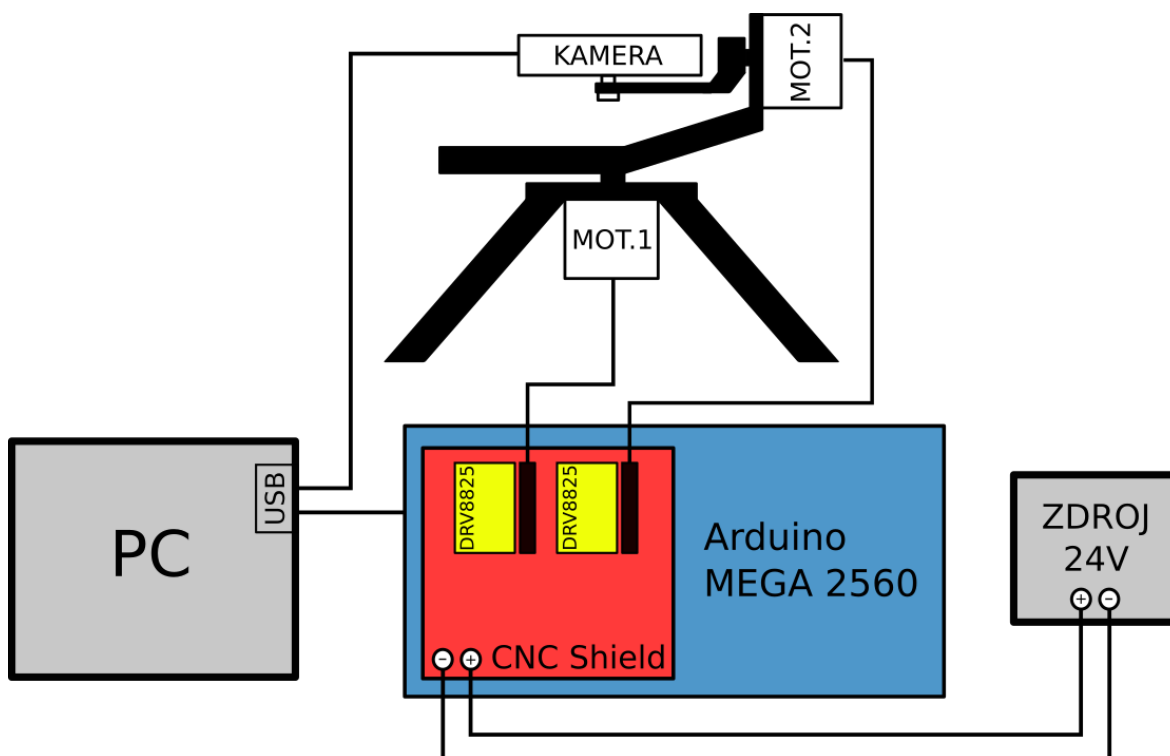 KAMERA
MOT.2
MOT.1
USB
PC
DRV8825
DRV8825
Arduino
MEGA 2560
ZDROJ
24V
+ −
− + CNC Shield